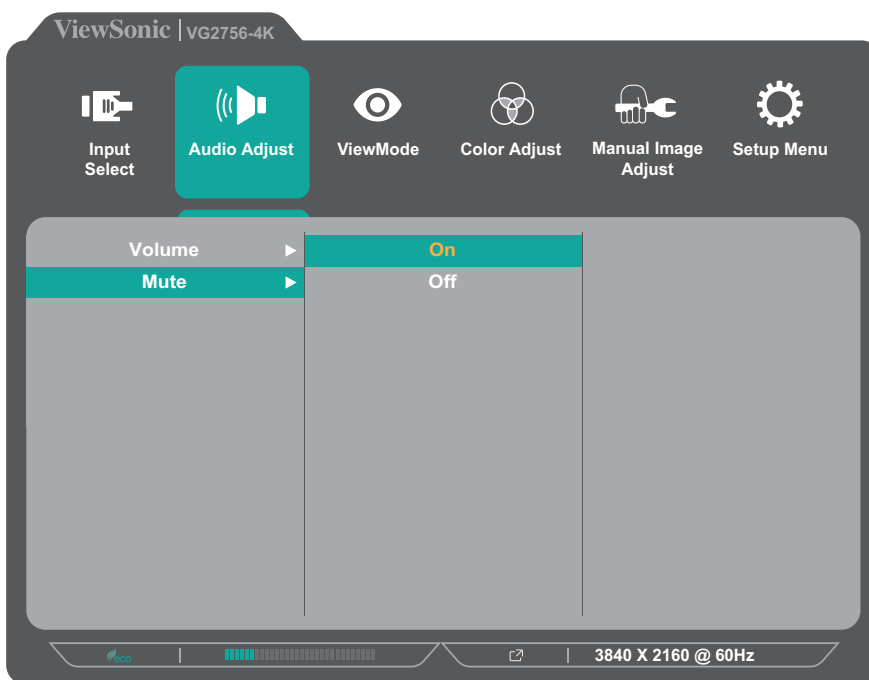 ViewSonic | VG2756-4K
Input Select
Audio Adjust
ViewMode
Color Adjust
Manual Image Adjust
Setup Menu
Volume
On
Mute
Off
eco
3840 X 2160 @ 60Hz